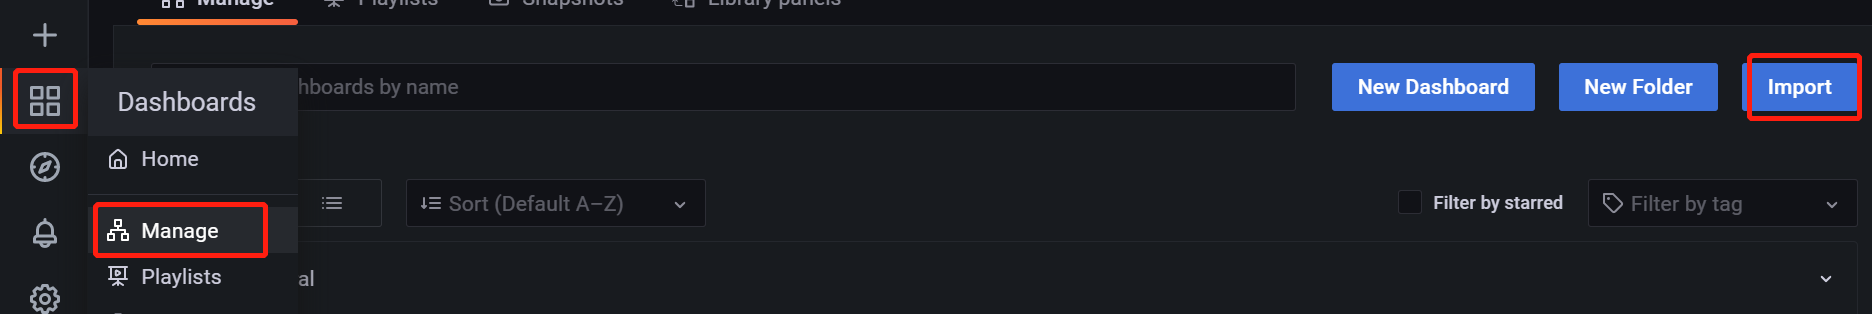 Manage Playlists Snapshots Library panels
Dashboards
hboards by name
New Dashboard
New Folder
Import
Home
Sort (Default A–Z)
Filter by starred
Filter by tag
Manage
Playlists
al